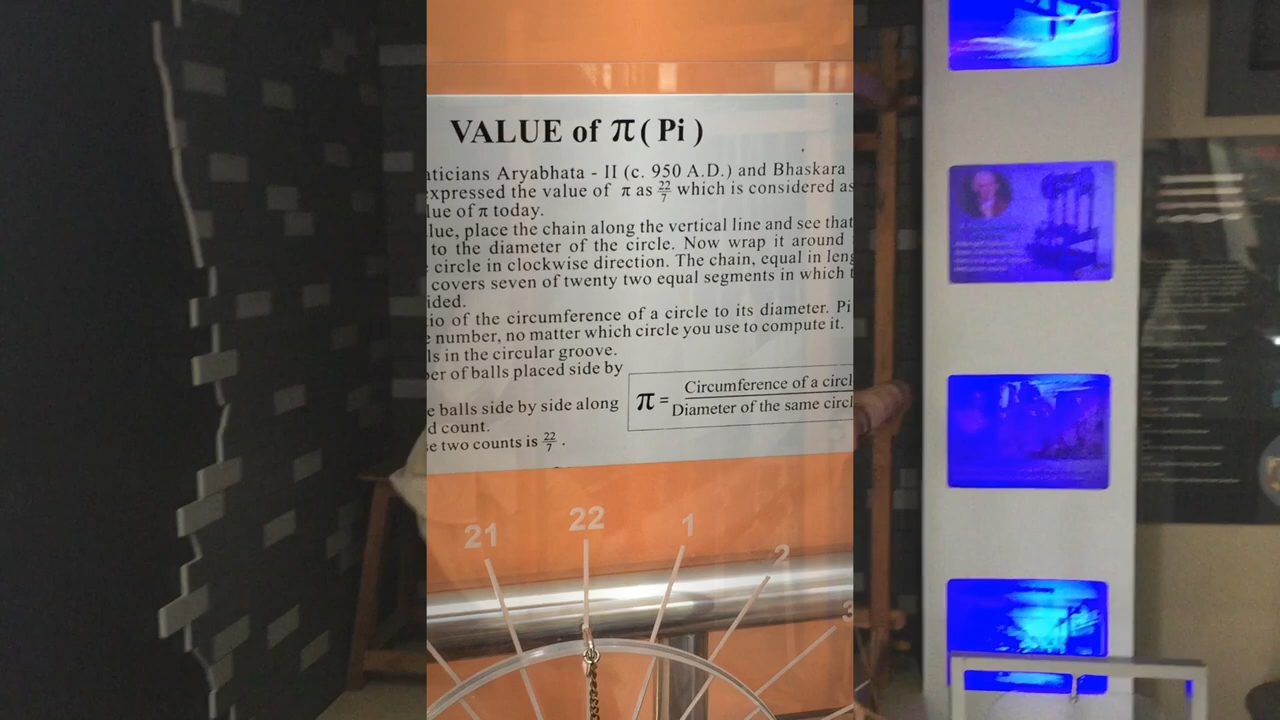 VALUE of π ( Pi )
aticians Aryabhata - II (c. 950 A.D.) and Bhaskara
expressed the value of π as 22/7 which is considered as
lue of π today.
lue, place the chain along the vertical line and see that
to the diameter of the circle. Now wrap it around
circle in clockwise direction. The chain, equal in leng
covers seven of twenty two equal segments in which t
ided.
io of the circumference of a circle to its diameter. Pi
e number, no matter which circle you use to compute it.
ls in the circular groove.
ber of balls placed side by
e balls side by side along
d count.
e two counts is 22/7 .
π = Circumference of a circl
Diameter of the same circl
21 22 1 2 3